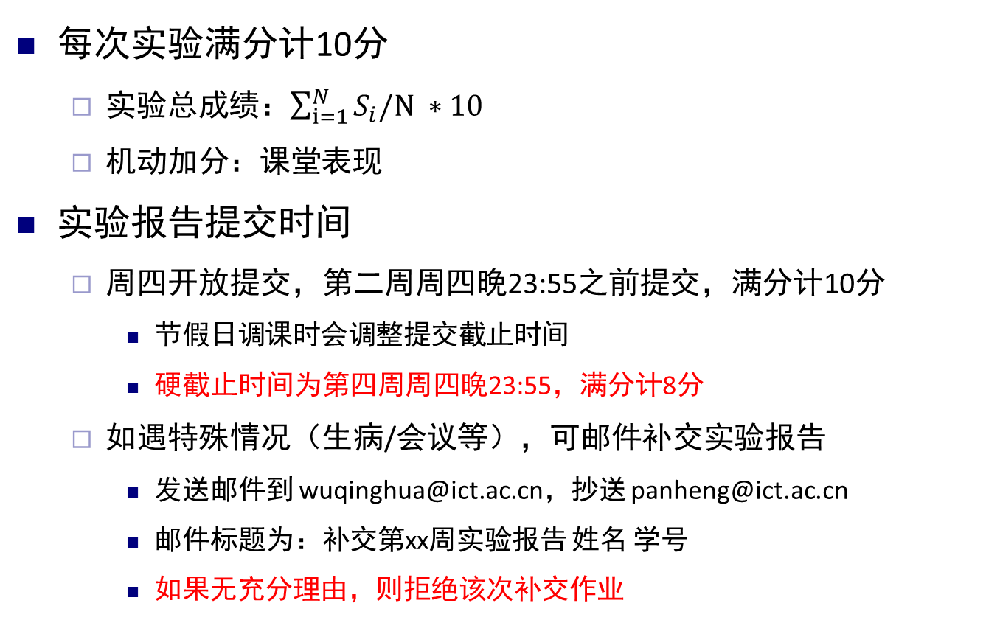 每次实验满分计10分
实验总成绩：∑_{i=1}^{N} S_i/N * 10
机动加分：课堂表现
实验报告提交时间
周四开放提交，第二周周四晚23:55之前提交，满分计10分
节假日调课时会调整提交截止时间
硬截止时间为第四周周四晚23:55，满分计8分
如遇特殊情况（生病/会议等），可邮件补交实验报告
发送邮件到 wuqinghua@ict.ac.cn，抄送 panheng@ict.ac.cn
邮件标题为：补交第xx周实验报告 姓名 学号
如果无充分理由，则拒绝该次补交作业